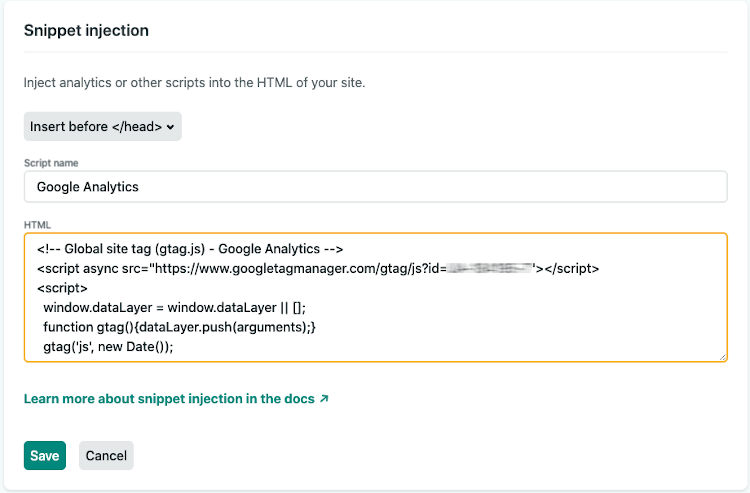 Snippet injection
Inject analytics or other scripts into the HTML of your site.
Insert before </head>
Script name
Google Analytics
HTML
<!-- Global site tag (gtag.js) - Google Analytics -->
<script async src="https://www.googletagmanager.com/gtag/js?id= "></script>
<script>
window.dataLayer = window.dataLayer || [];
function gtag(){dataLayer.push(arguments);}
gtag('js', new Date());
Learn more about snippet injection in the docs ↗
Save
Cancel